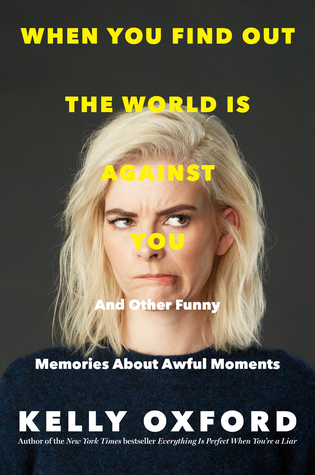 WHEN YOU FIND OUT
THE WORLD IS
AGAINST
YOU
And Other Funny
Memories About Awful Moments
KELLY OXFORD
Author of the New York Times bestseller Everything Is Perfect When You're a Liar